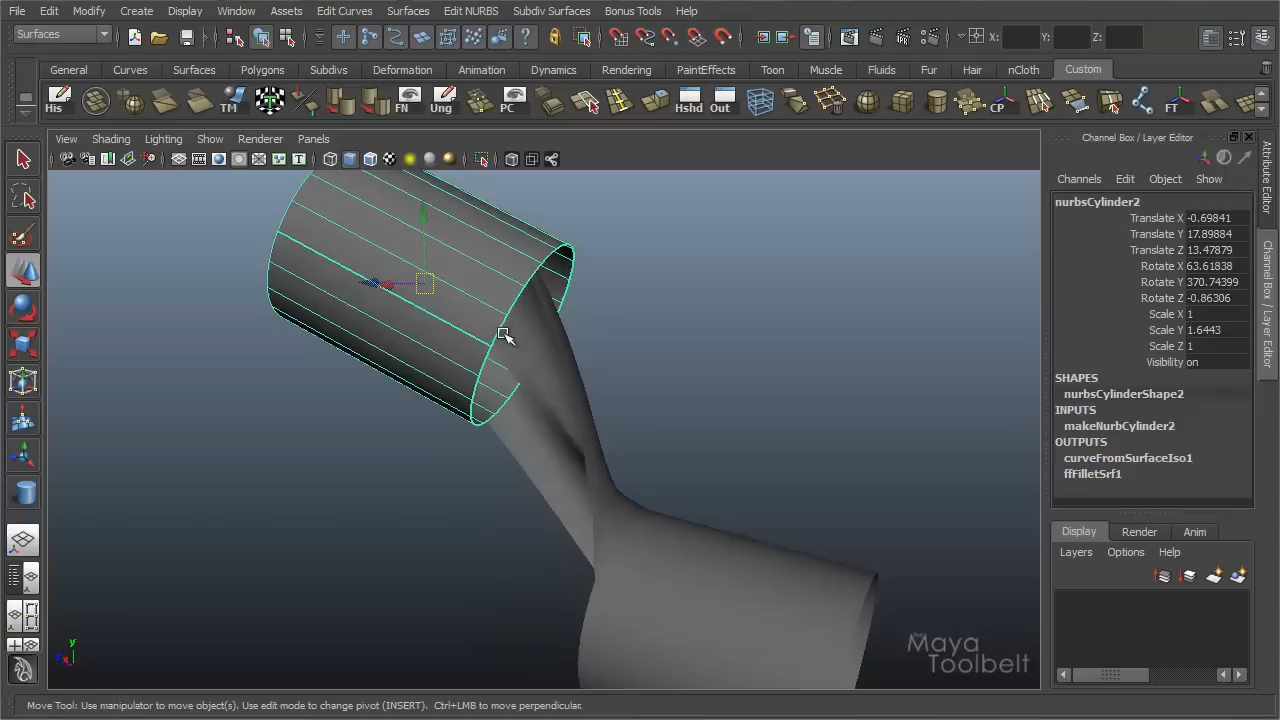 File Edit Modify Create Display Window Assets Edit Curves Surfaces Edit NURBS Subdiv Surfaces Bonus Tools Help
Surfaces X: Y: Z:
General Curves Surfaces Polygons Subdivs Deformation Animation Dynamics Rendering PaintEffects Toon Muscle Fluids Fur Hair nCloth Custom
His TM FN Ung PC Hshd Out CP FT
View Shading Lighting Show Renderer Panels
Channel Box / Layer Editor
Channels Edit Object Show
nurbsCylinder2
Translate X -0.69841
Translate Y 17.89884
Translate Z 13.47879
Rotate X 63.61838
Rotate Y 370.74399
Rotate Z -0.86306
Scale X 1
Scale Y 1.6443
Scale Z 1
Visibility on
SHAPES
nurbsCylinderShape2
INPUTS
makeNurbCylinder2
OUTPUTS
curveFromSurfaceIso1
ffFilletSrf1
Display Render Anim
Layers Options Help
Attribute Editor
Channel Box / Layer Editor
y
x
Maya
Toolbelt
Move Tool: Use manipulator to move object(s). Use edit mode to change pivot (INSERT). Ctrl+LMB to move perpendicular.